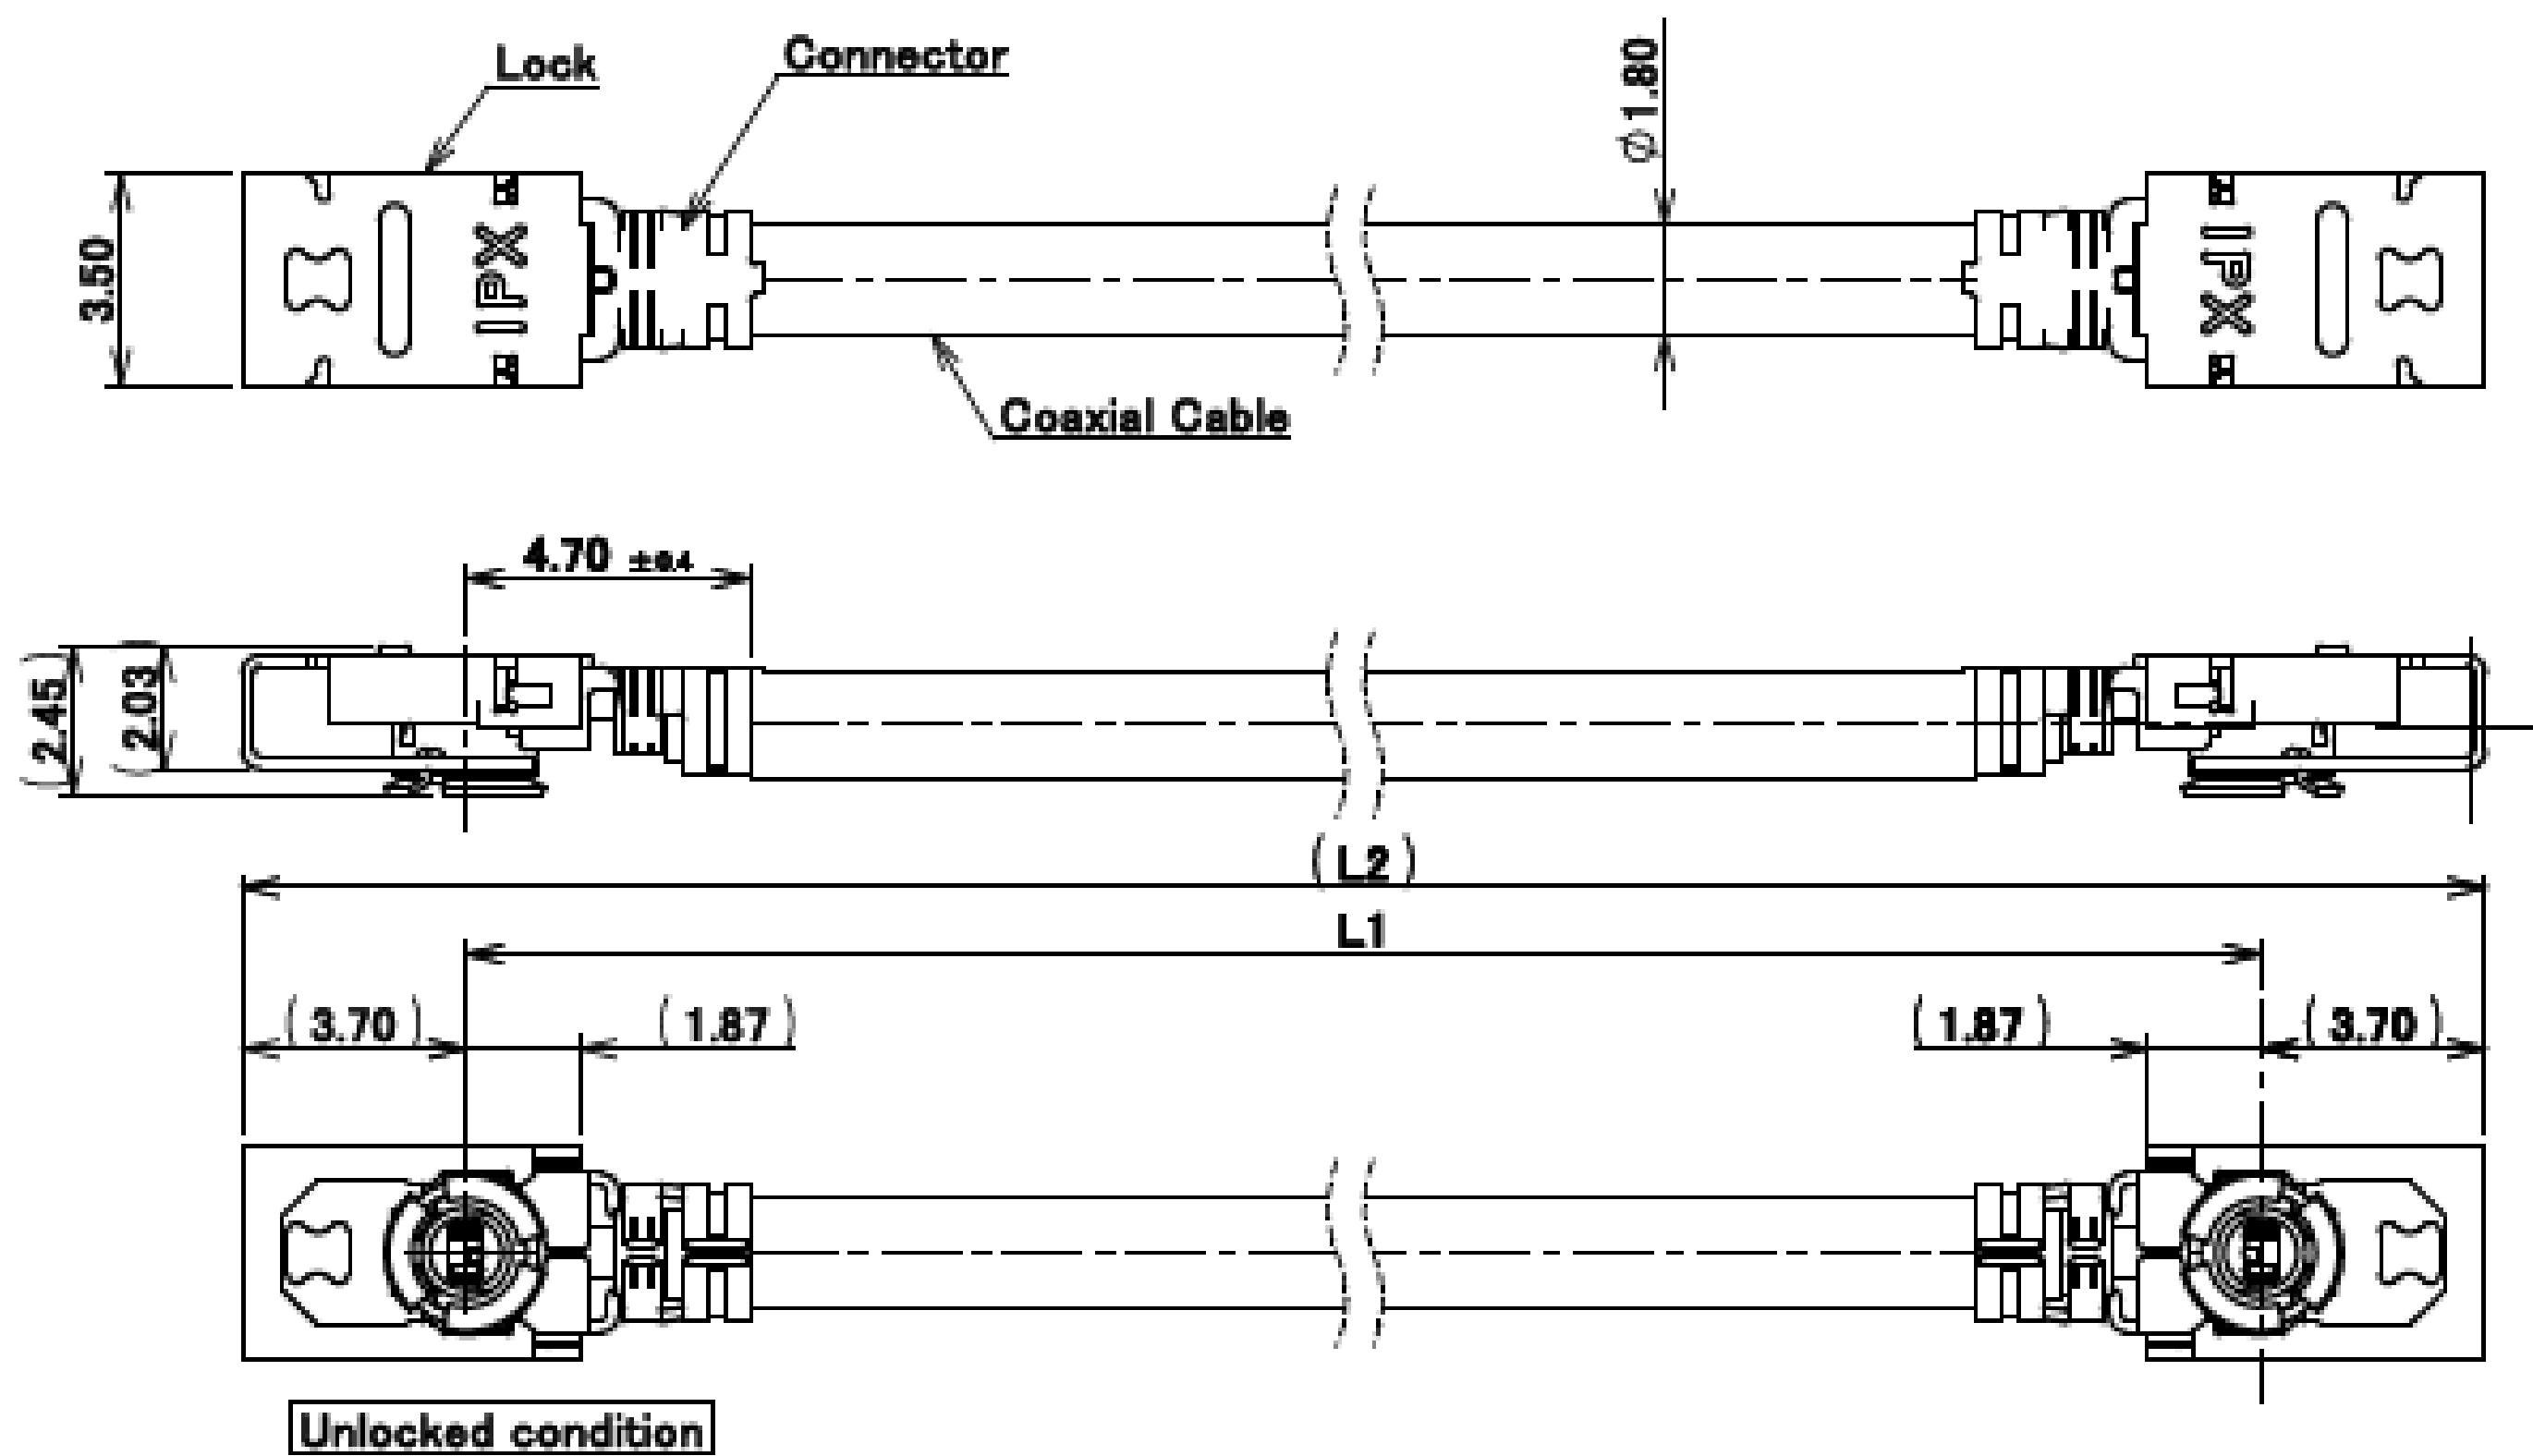 Lock
Connector
⌀1.80
3.50
IPX
IPX
Coaxial Cable
4.70 ±0.4
(2.45)
(2.03)
(L2)
L1
(3.70)
(1.87)
(1.87)
(3.70)
Unlocked condition